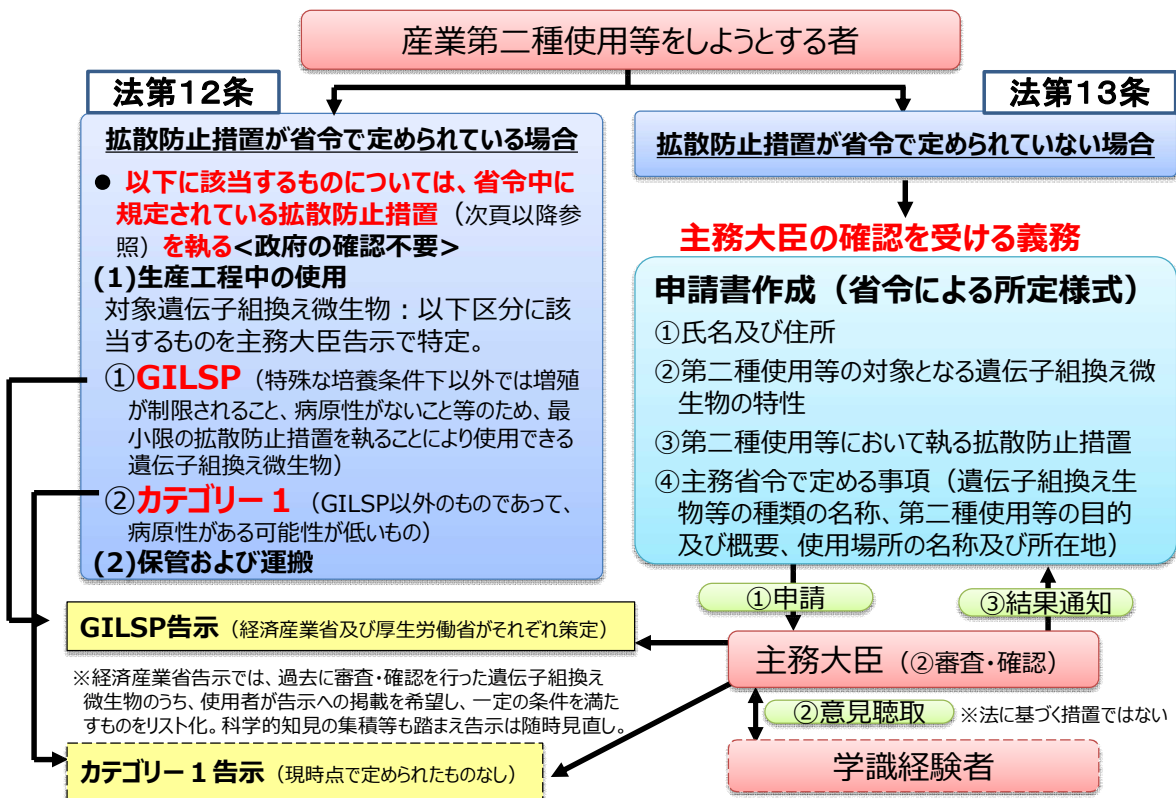 産業第二種使用等をしようとする者
法第12条
拡散防止措置が省令で定められている場合
● 以下に該当するものについては、省令中に
規定されている拡散防止措置（次頁以降参
照）を執る<政府の確認不要>
(1)生産工程中の使用
対象遺伝子組換え微生物：以下区分に該
当するものを主務大臣告示で特定。
①GILSP（特殊な培養条件下以外では増殖
が制限されること、病原性がないこと等のため、最
小限の拡散防止措置を執ることにより使用できる
遺伝子組換え微生物）
②カテゴリー1（GILSP以外のものであって、
病原性がある可能性が低いもの）
(2)保管および運搬
法第13条
拡散防止措置が省令で定められていない場合
主務大臣の確認を受ける義務
申請書作成（省令による所定様式）
①氏名及び住所
②第二種使用等の対象となる遺伝子組換え微
生物の特性
③第二種使用等において執る拡散防止措置
④主務省令で定める事項（遺伝子組換え生
物等の種類の名称、第二種使用等の目的
及び概要、使用場所の名称及び所在地）
①申請
③結果通知
GILSP告示（経済産業省及び厚生労働省がそれぞれ策定）
※経済産業省告示では、過去に審査・確認を行った遺伝子組換え
微生物のうち、使用者が告示への掲載を希望し、一定の条件を満た
すものをリスト化。科学的知見の集積等も踏まえ告示は随時見直し。
カテゴリー1告示（現時点で定められたものなし）
主務大臣（②審査・確認）
②意見聴取 ※法に基づく措置ではない
学識経験者